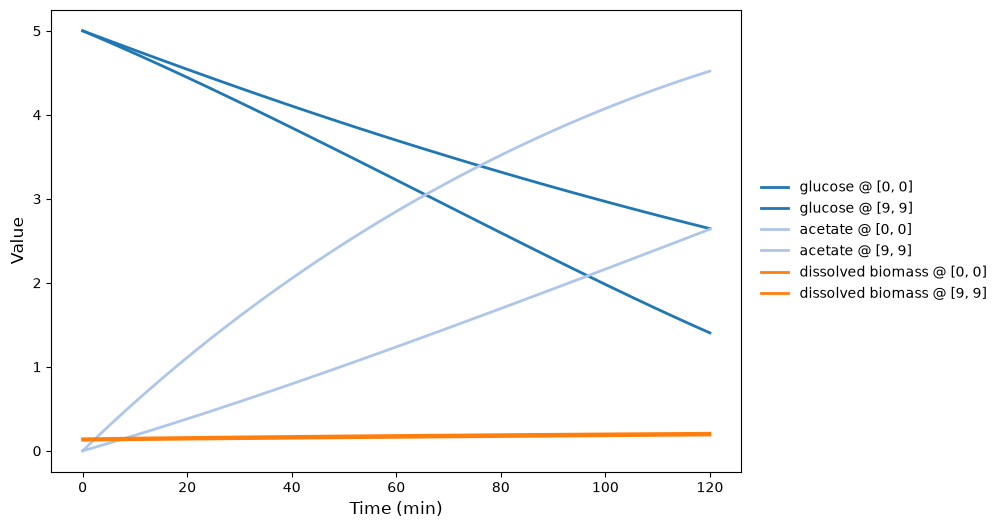 5
4
3
2
1
0
Value
0 20 40 60 80 100 120
Time (min)
glucose @ [0, 0]
glucose @ [9, 9]
acetate @ [0, 0]
acetate @ [9, 9]
dissolved biomass @ [0, 0]
dissolved biomass @ [9, 9]